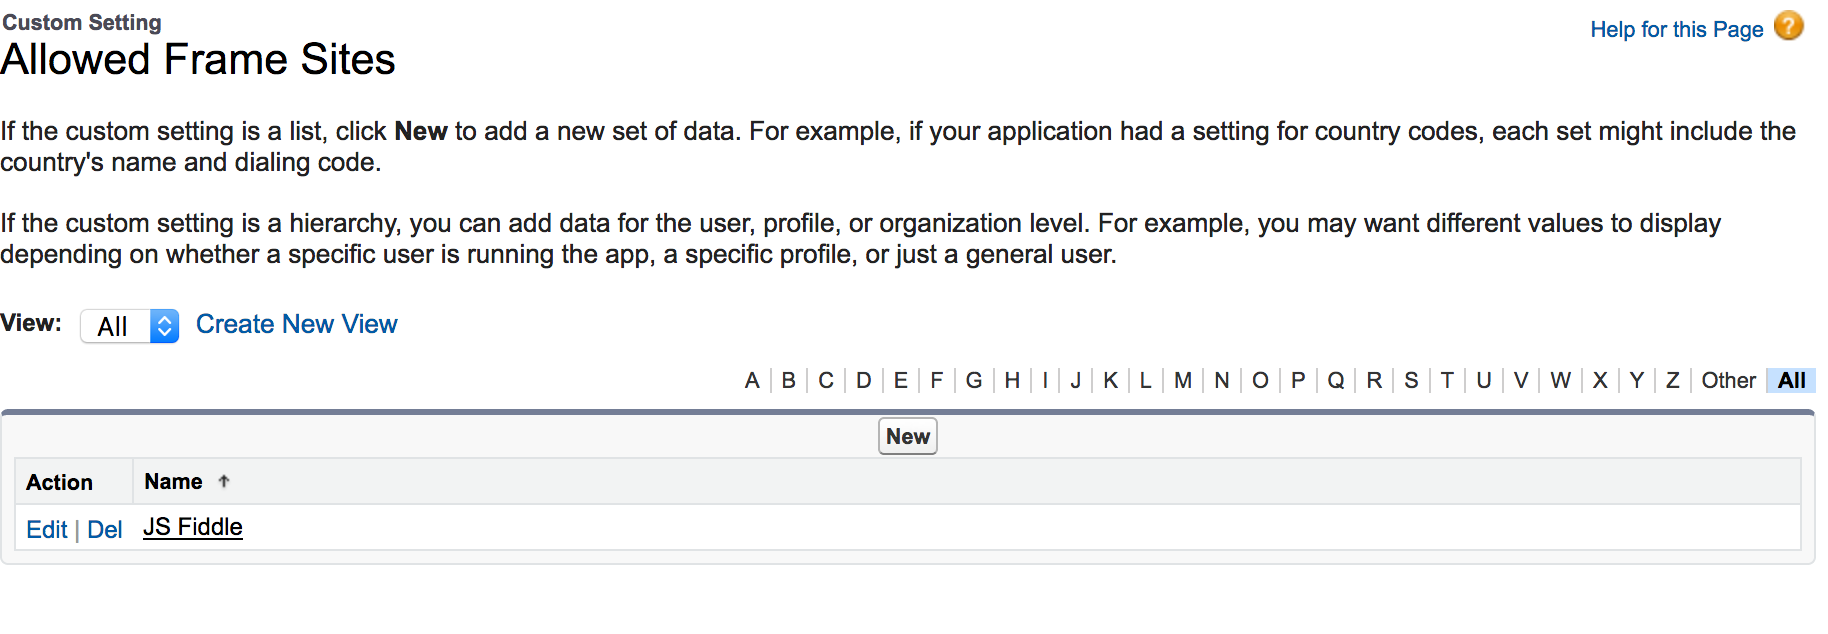 Custom Setting
Help for this Page ?
Allowed Frame Sites
If the custom setting is a list, click New to add a new set of data. For example, if your application had a setting for country codes, each set might include the
country's name and dialing code.
If the custom setting is a hierarchy, you can add data for the user, profile, or organization level. For example, you may want different values to display
depending on whether a specific user is running the app, a specific profile, or just a general user.
View: All Create New View
A | B | C | D | E | F | G | H | I | J | K | L | M | N | O | P | Q | R | S | T | U | V | W | X | Y | Z | Other | All
New
Action Name ↑
Edit | Del JS Fiddle